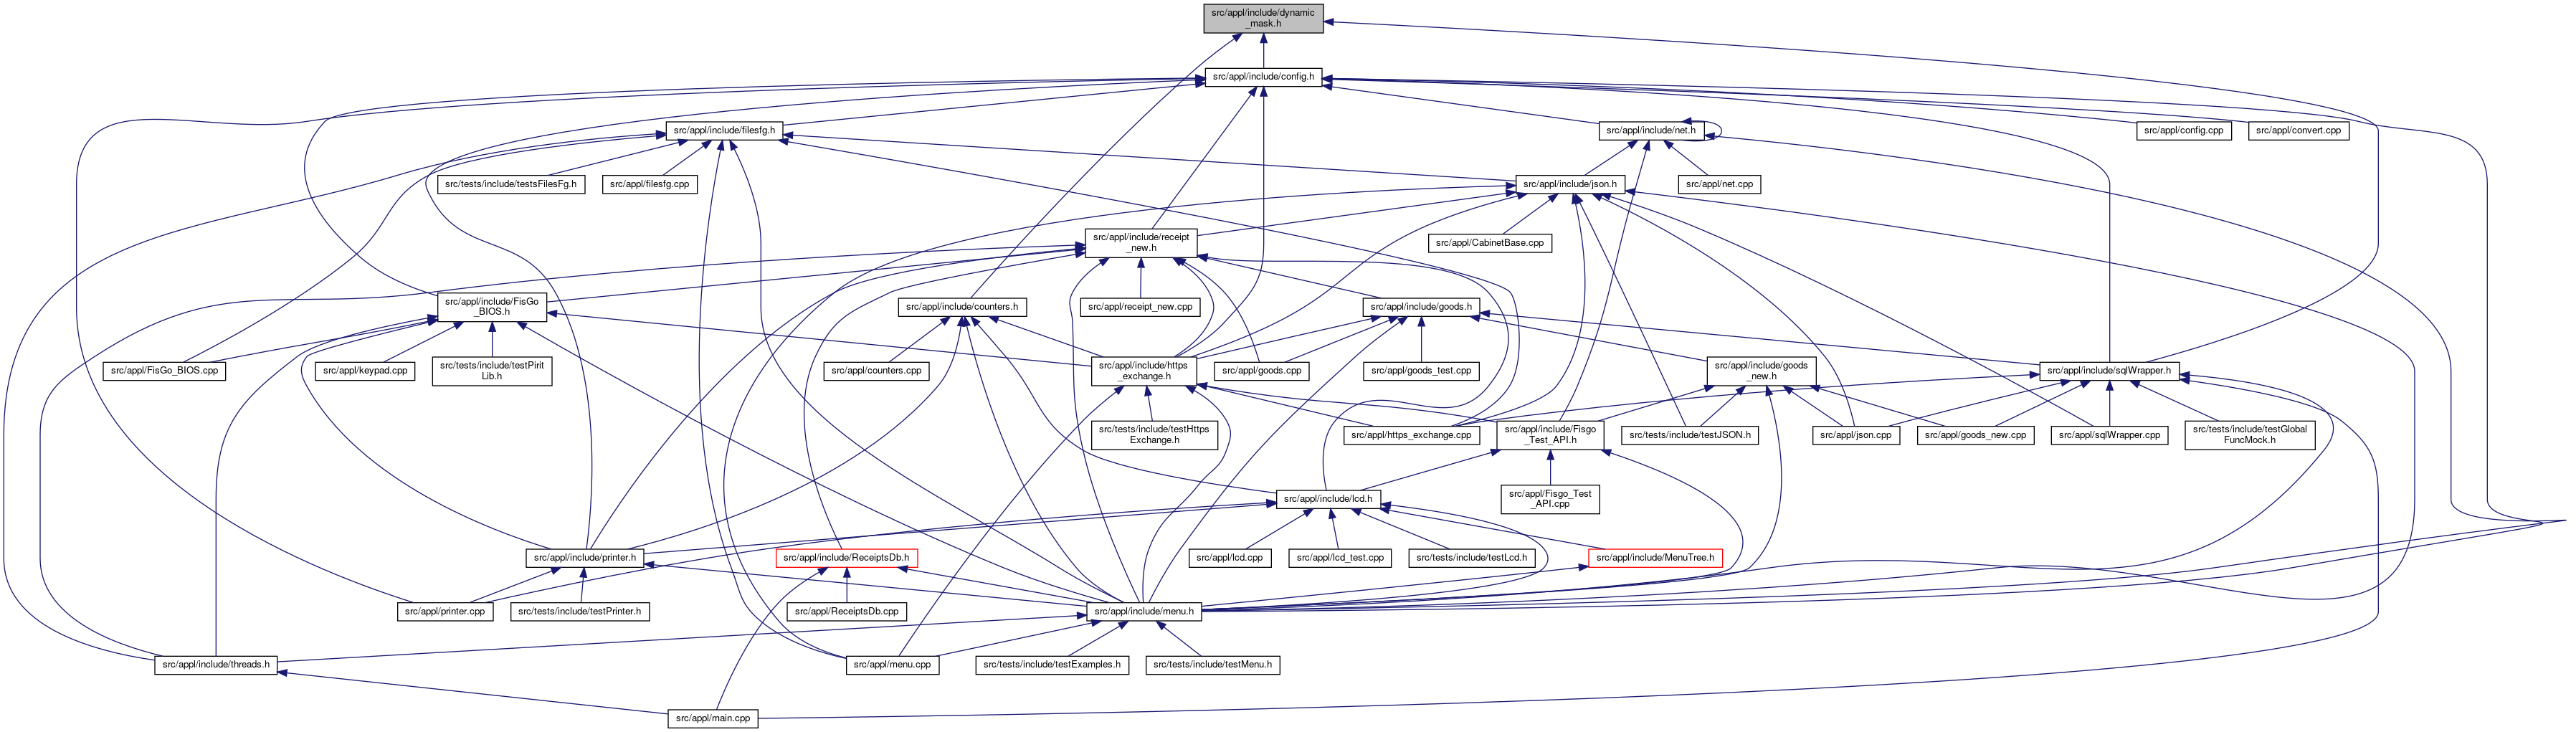 src/appl/include/dynamic
_mask.h
src/appl/include/config.h
src/appl/include/filesfg.h
src/appl/include/net.h
src/appl/config.cpp
src/appl/convert.cpp
src/tests/include/testsFilesFg.h
src/appl/filesfg.cpp
src/appl/include/json.h
src/appl/net.cpp
src/appl/include/receipt
_new.h
src/appl/CabinetBase.cpp
src/appl/include/FisGo
_BIOS.h
src/appl/include/counters.h
src/appl/receipt_new.cpp
src/appl/include/goods.h
src/appl/FisGo_BIOS.cpp
src/appl/keypad.cpp
src/tests/include/testPirit
Lib.h
src/appl/counters.cpp
src/appl/include/https
_exchange.h
src/appl/goods.cpp
src/appl/goods_test.cpp
src/appl/include/goods
_new.h
src/appl/include/sqlWrapper.h
src/tests/include/testHttps
Exchange.h
src/appl/https_exchange.cpp
src/appl/include/Fisgo
_Test_API.h
src/tests/include/testJSON.h
src/appl/json.cpp
src/appl/goods_new.cpp
src/appl/sqlWrapper.cpp
src/tests/include/testGlobal
FuncMock.h
src/appl/include/lcd.h
src/appl/Fisgo_Test
_API.cpp
src/appl/include/printer.h
src/appl/include/ReceiptsDb.h
src/appl/lcd.cpp
src/appl/lcd_test.cpp
src/tests/include/testLcd.h
src/appl/include/MenuTree.h
src/appl/printer.cpp
src/tests/include/testPrinter.h
src/appl/ReceiptsDb.cpp
src/appl/include/menu.h
src/appl/include/threads.h
src/appl/menu.cpp
src/tests/include/testExamples.h
src/tests/include/testMenu.h
src/appl/main.cpp